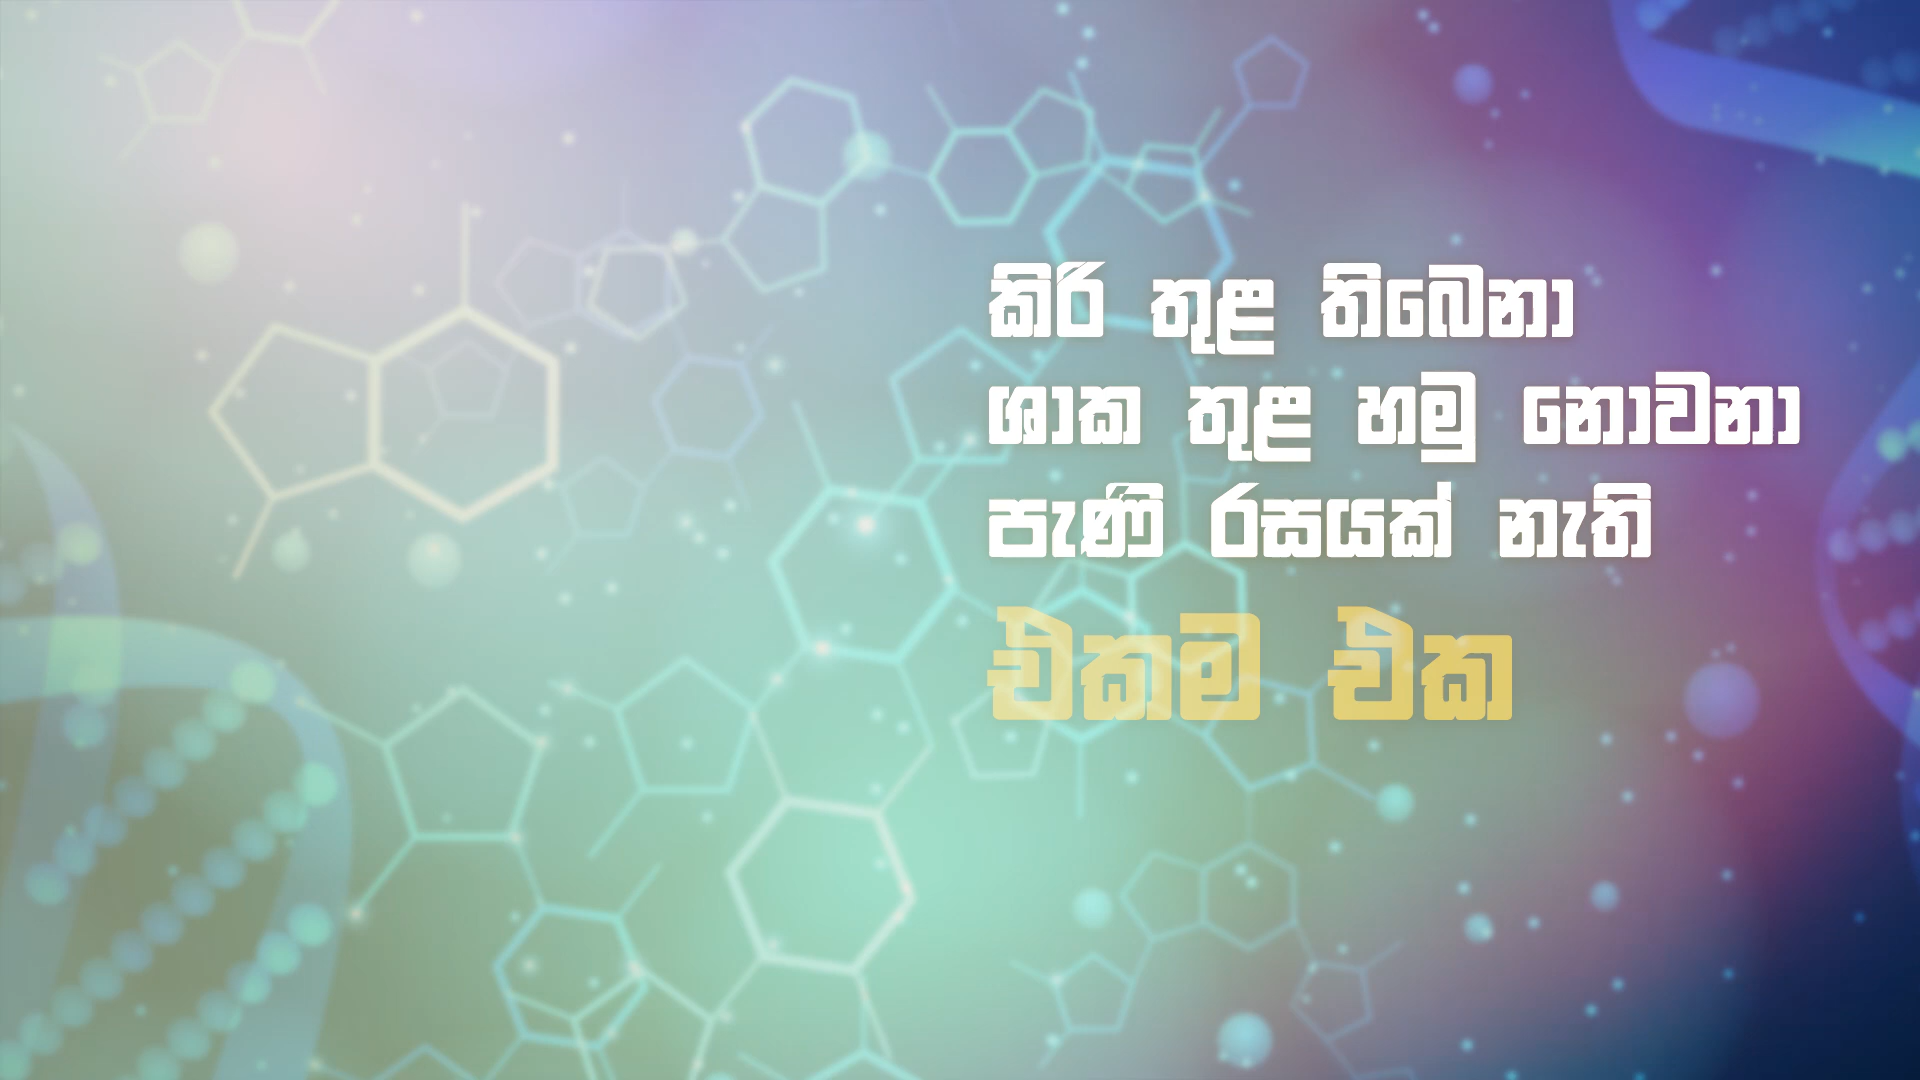 කිරි තුළ තිබෙනා
ශාක තුළ හමු නොවනා
පැණි රසයක් නැති
එකම එක